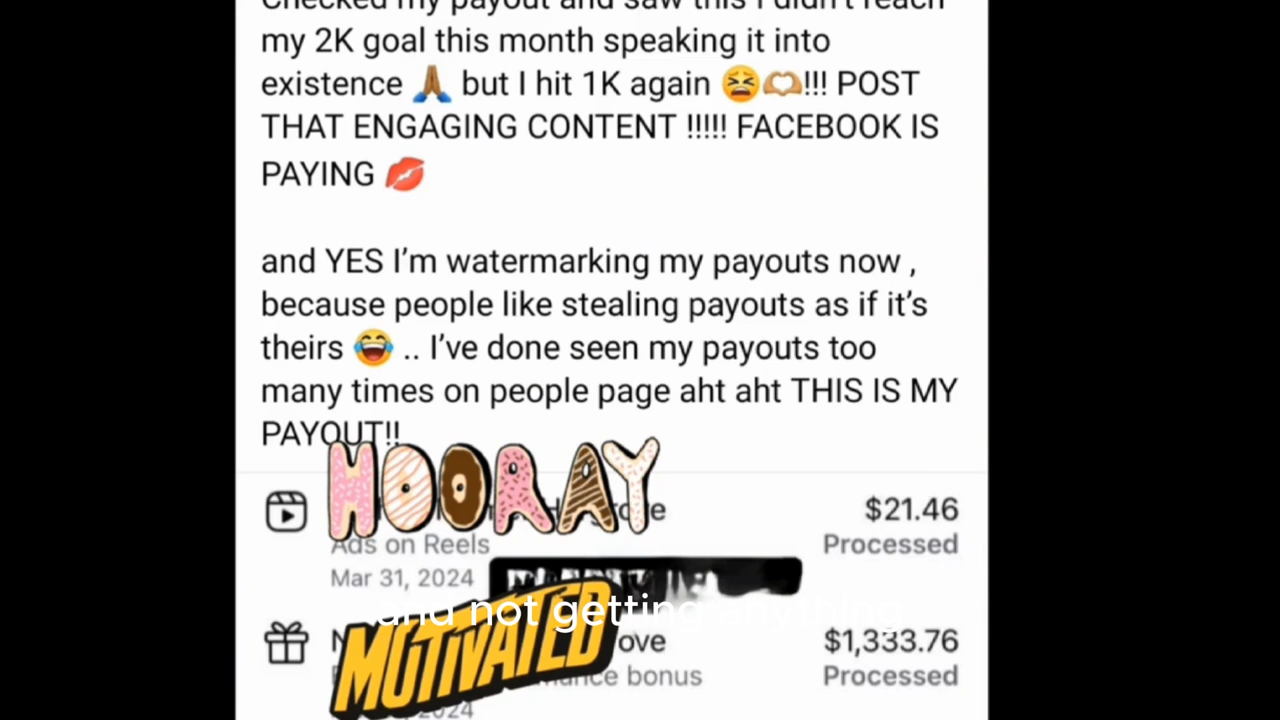 Checked my payout and saw this I didn't reach
my 2K goal this month speaking it into
existence 🙏🏾 but I hit 1K again 😫🫶🏽!!! POST
THAT ENGAGING CONTENT !!!!! FACEBOOK IS
PAYING 💋
and YES I'm watermarking my payouts now ,
because people like stealing payouts as if it's
theirs 😂 .. I've done seen my payouts too
many times on people page aht aht THIS IS MY
PAYOUT!!
HOORAY
$21.46
Ads on Reels
Processed
Mar 31, 2024
and not getting anything
MOTIVATED
$1,333.76
bonus
Processed
2024